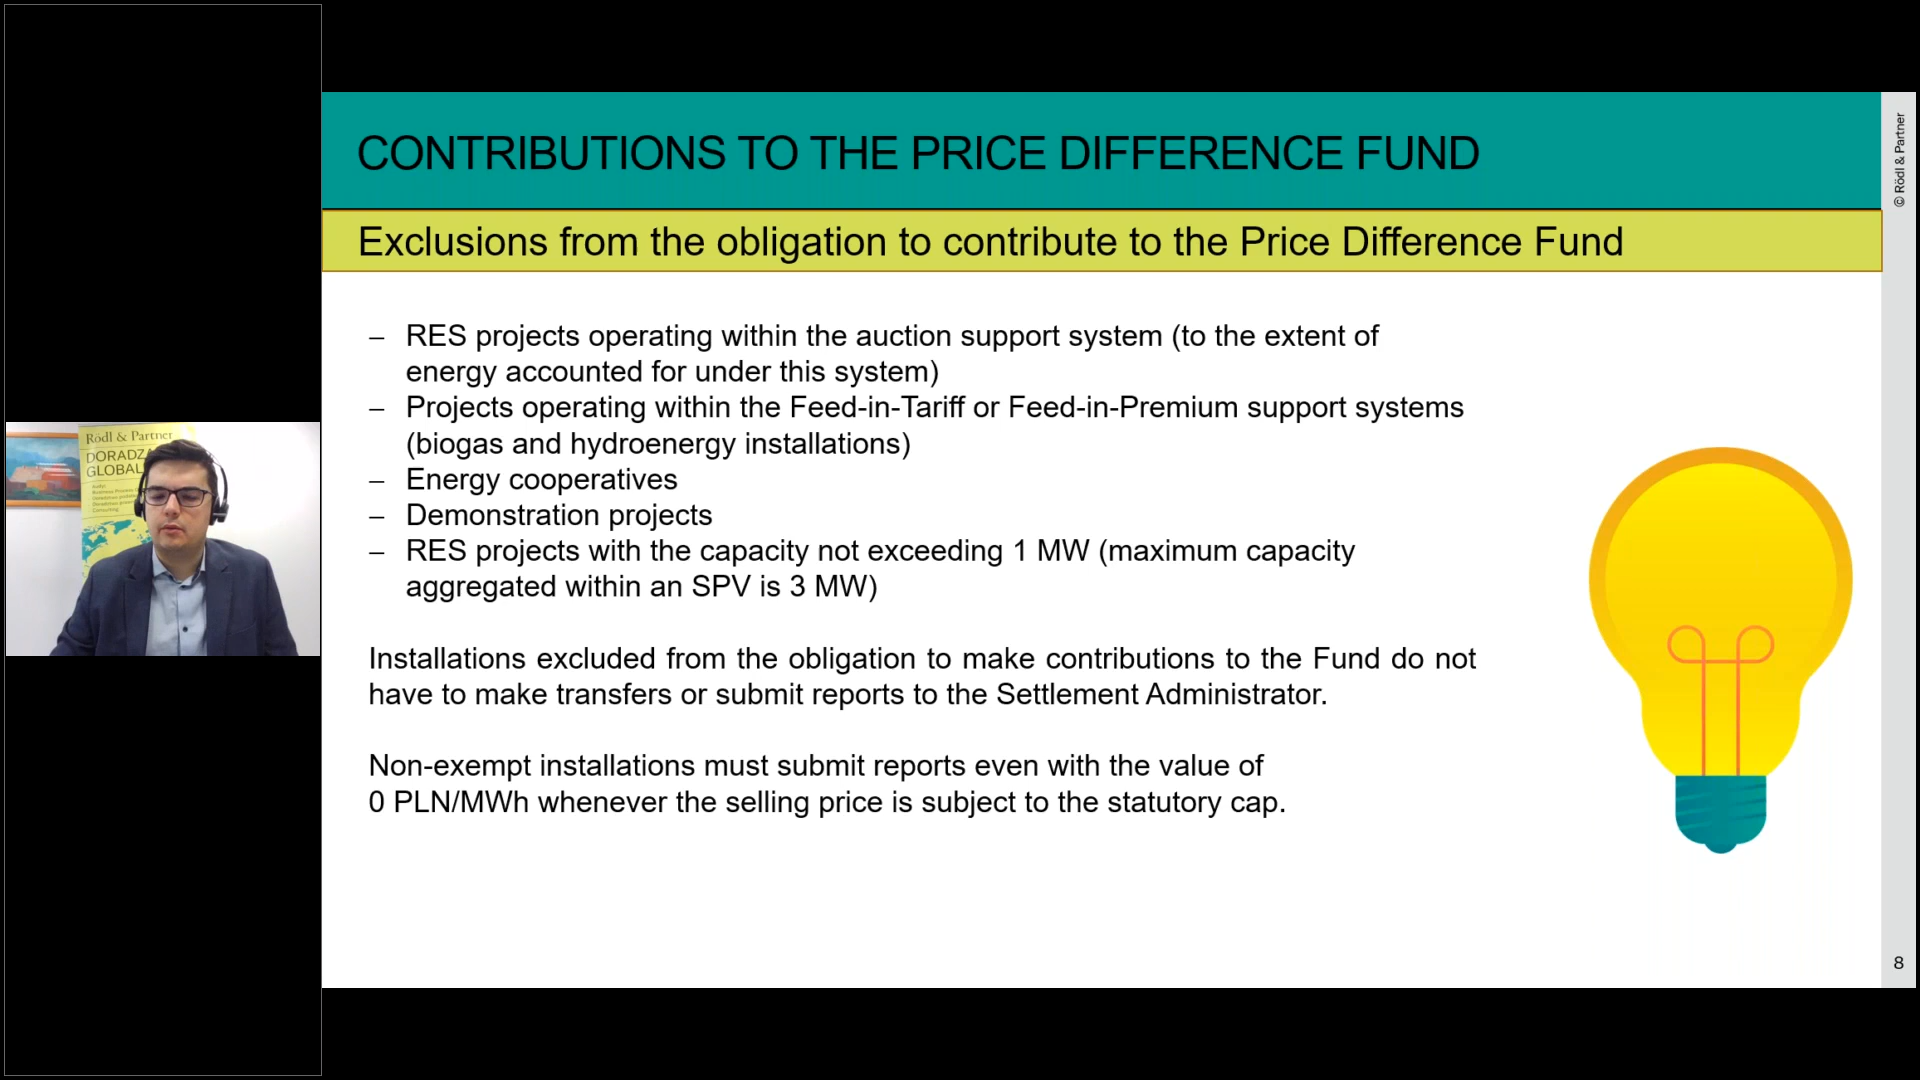 CONTRIBUTIONS TO THE PRICE DIFFERENCE FUND
© Rödl & Partner
Exclusions from the obligation to contribute to the Price Difference Fund
– RES projects operating within the auction support system (to the extent of
energy accounted for under this system)
– Projects operating within the Feed-in-Tariff or Feed-in-Premium support systems
(biogas and hydroenergy installations)
– Energy cooperatives
– Demonstration projects
– RES projects with the capacity not exceeding 1 MW (maximum capacity
aggregated within an SPV is 3 MW)
Installations excluded from the obligation to make contributions to the Fund do not
have to make transfers or submit reports to the Settlement Administrator.
Non-exempt installations must submit reports even with the value of
0 PLN/MWh whenever the selling price is subject to the statutory cap.
8
Rödl & Partner
DORADZA
GLOBAL